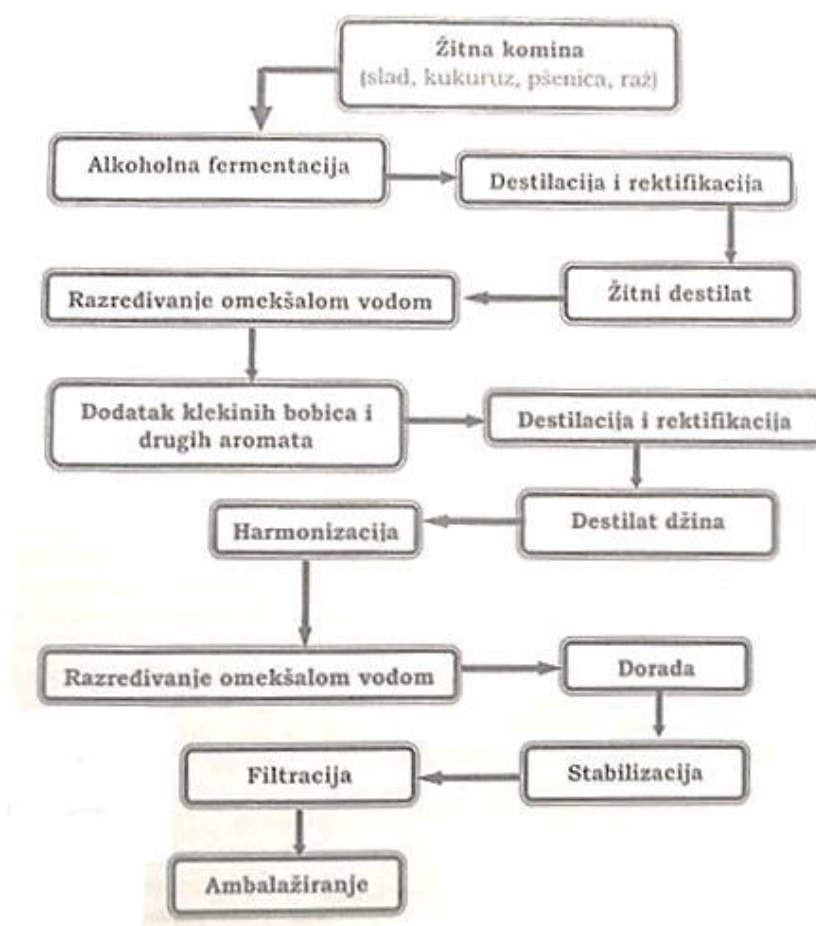 Žitna komina
(slad, kukuruz, pšenica, raž)
Alkoholna fermentacija
Destilacija i rektifikacija
Žitni destilat
Razređivanje omekšalom vodom
Dodatak klekinih bobica i
drugih aromata
Destilacija i rektifikacija
Destilat džina
Harmonizacija
Razređivanje omekšalom vodom
Dorada
Stabilizacija
Filtracija
Ambalažiranje